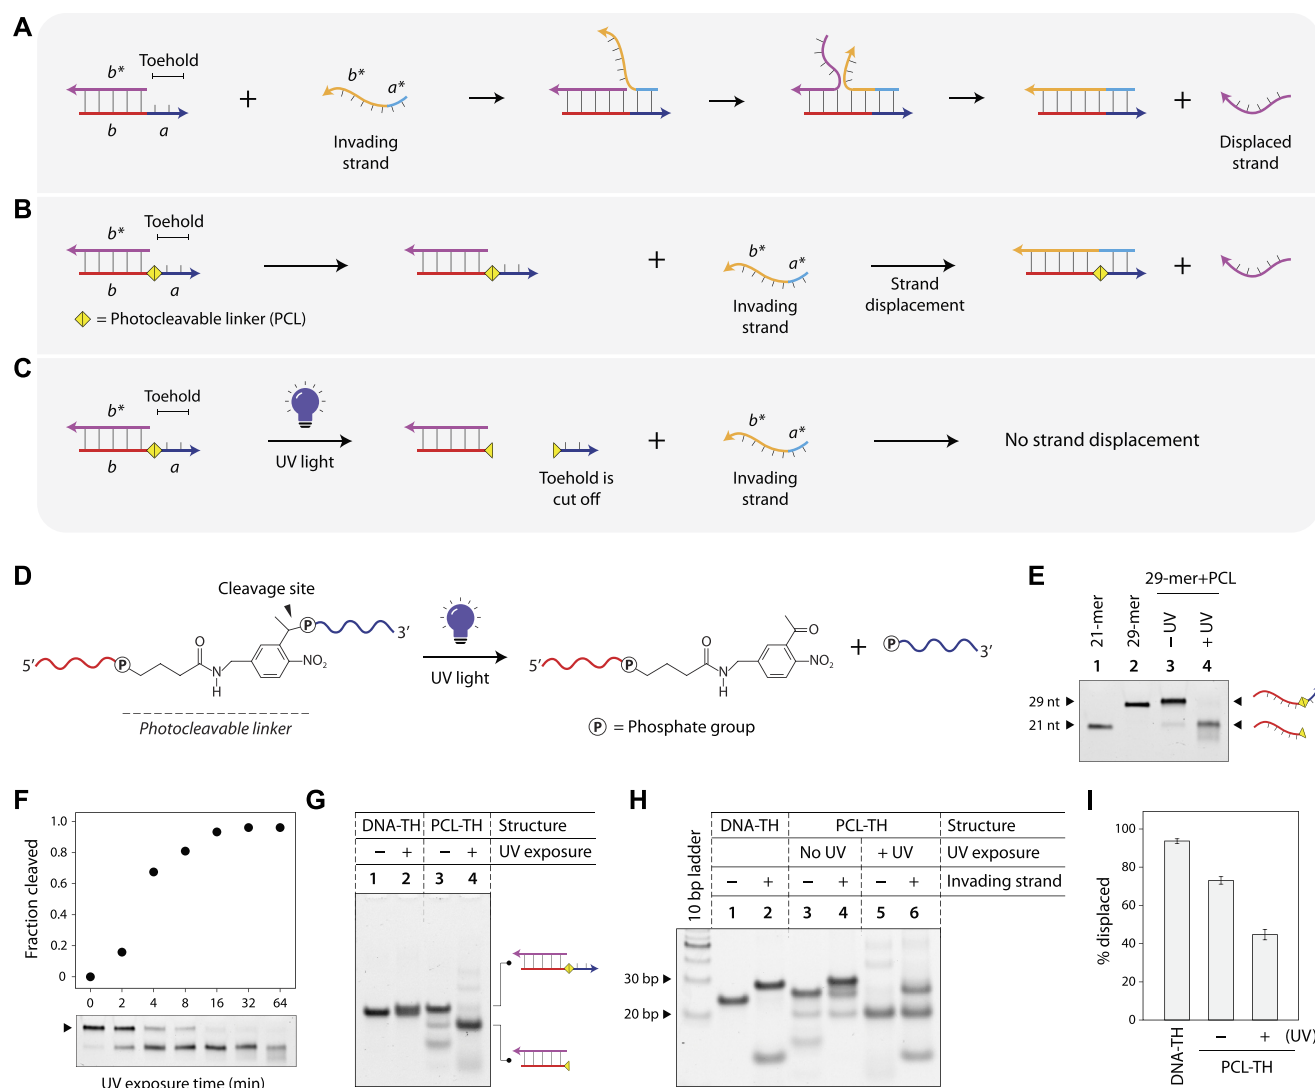 A
Toehold
b*
b
a
+
b*
a*
Invading
strand
+
Displaced
strand
B
Toehold
b*
b
a
= Photocleavable linker (PCL)
+
b*
a*
Invading
strand
Strand
displacement
+
C
Toehold
b*
b
a
UV light
Toehold is
cut off
+
b*
a*
Invading
strand
No strand displacement
D
Cleavage site
5′
P
O
N
H
NO2
P
3′
Photocleavable linker
UV light
5′
P
O
N
H
O
NO2
+
P
3′
P = Phosphate group
E
29-mer+PCL
21-mer
29-mer
– UV
+ UV
1 2 3 4
29 nt
21 nt
F
Fraction cleaved
1.0
0.8
0.6
0.4
0.2
0
0 2 4 8 16 32 64
UV exposure time (min)
G
DNA-TH PCL-TH Structure
– + – + UV exposure
1 2 3 4
H
10 bp ladder
DNA-TH PCL-TH Structure
No UV + UV UV exposure
– + – + – + Invading strand
1 2 3 4 5 6
30 bp
20 bp
I
% displaced
100
80
60
40
20
0
DNA-TH
– + (UV)
PCL-TH